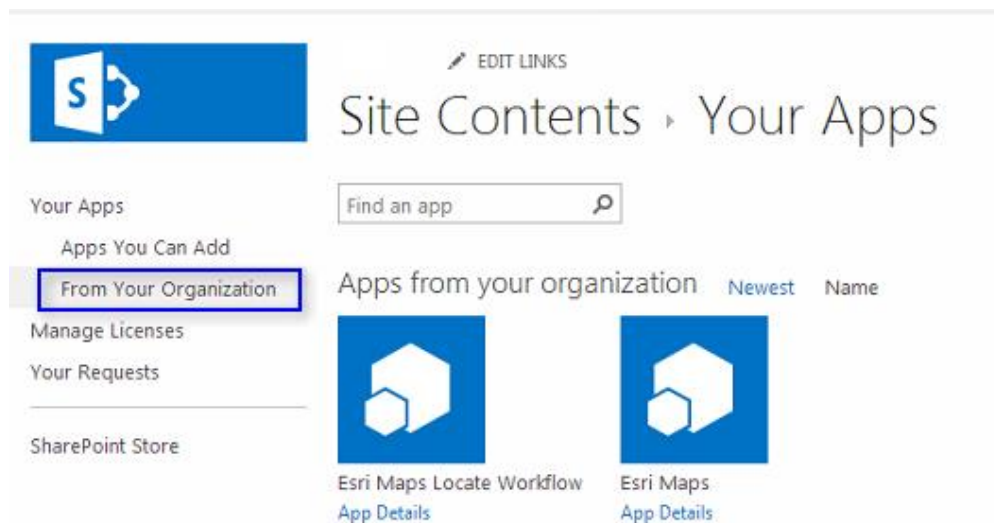 S
EDIT LINKS
Site Contents ▸ Your Apps
Your Apps
Apps You Can Add
From Your Organization
Manage Licenses
Your Requests
SharePoint Store
Find an app
Apps from your organization Newest Name
Esri Maps Locate Workflow Esri Maps
App Details App Details